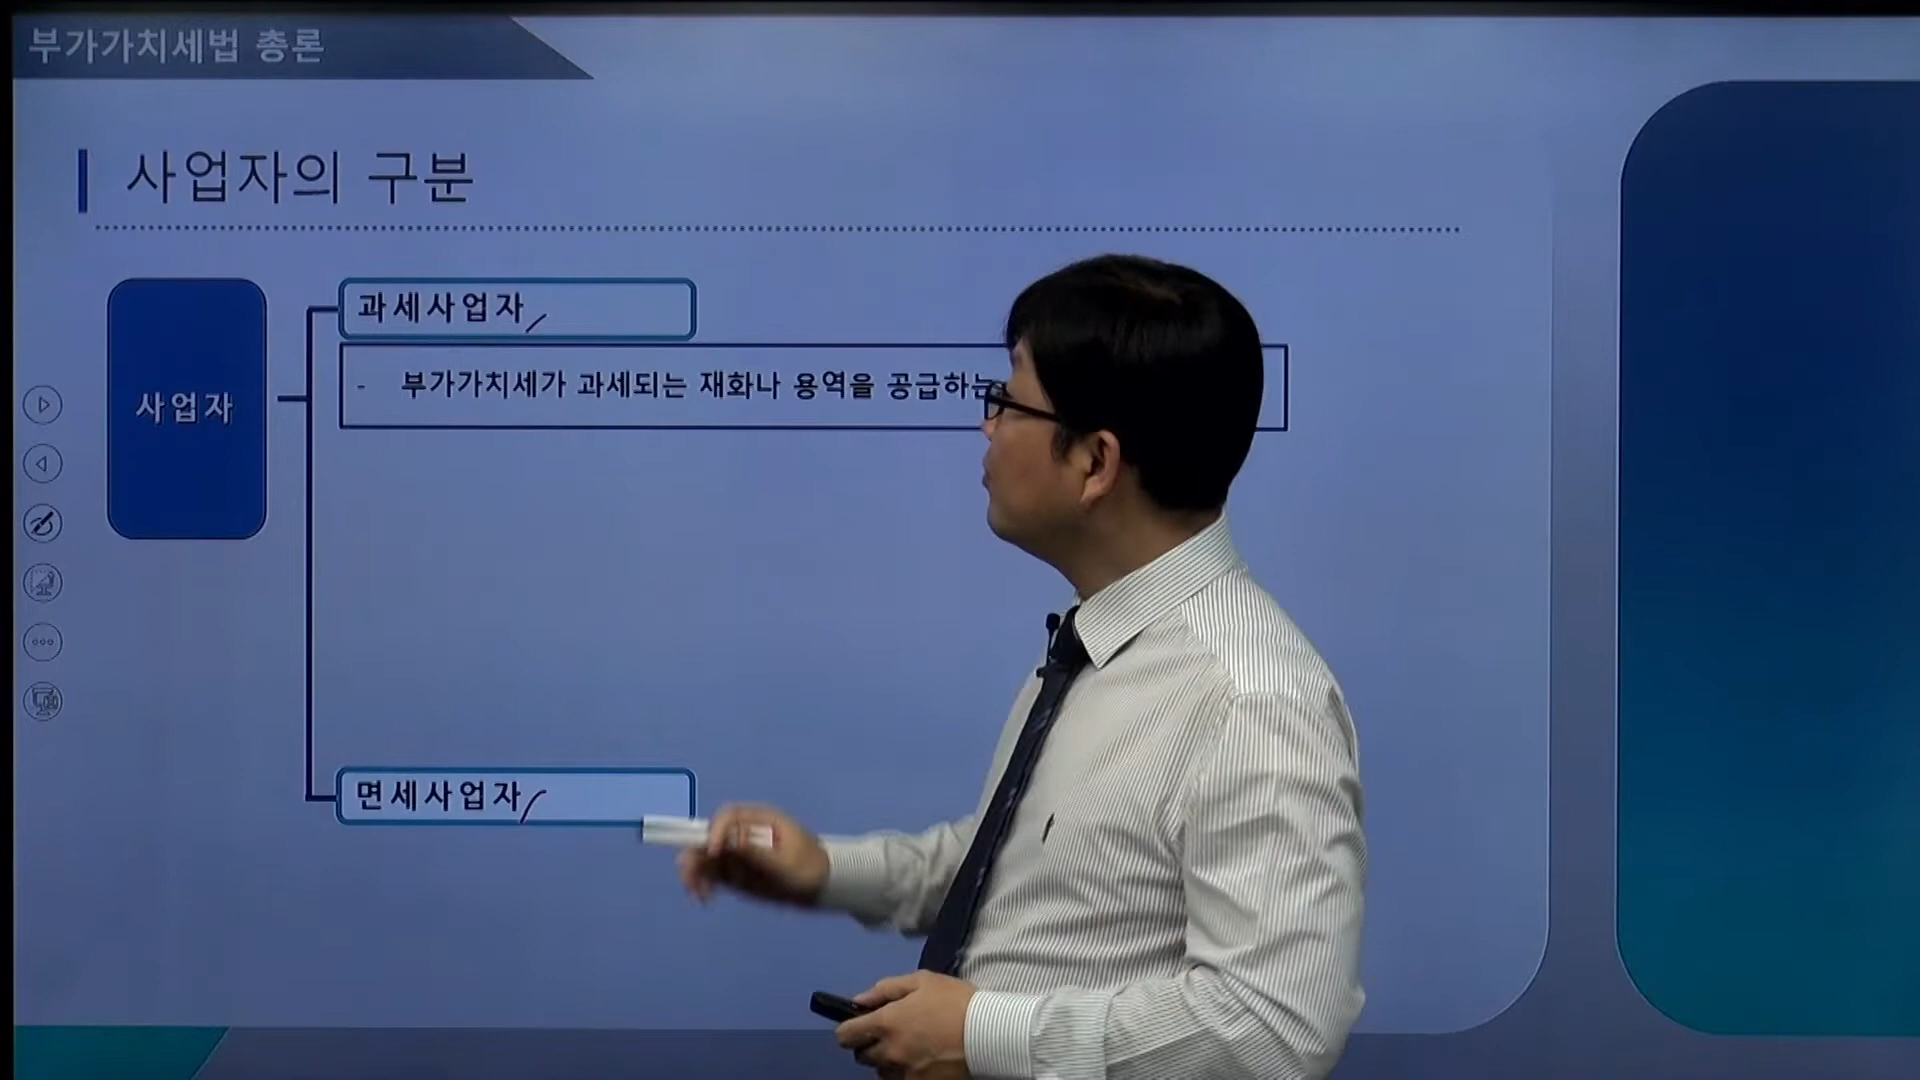 부가가치세법 총론
사업자의 구분
사업자
과세사업자
- 부가가치세가 과세되는 재화나 용역을 공급하는
면세사업자